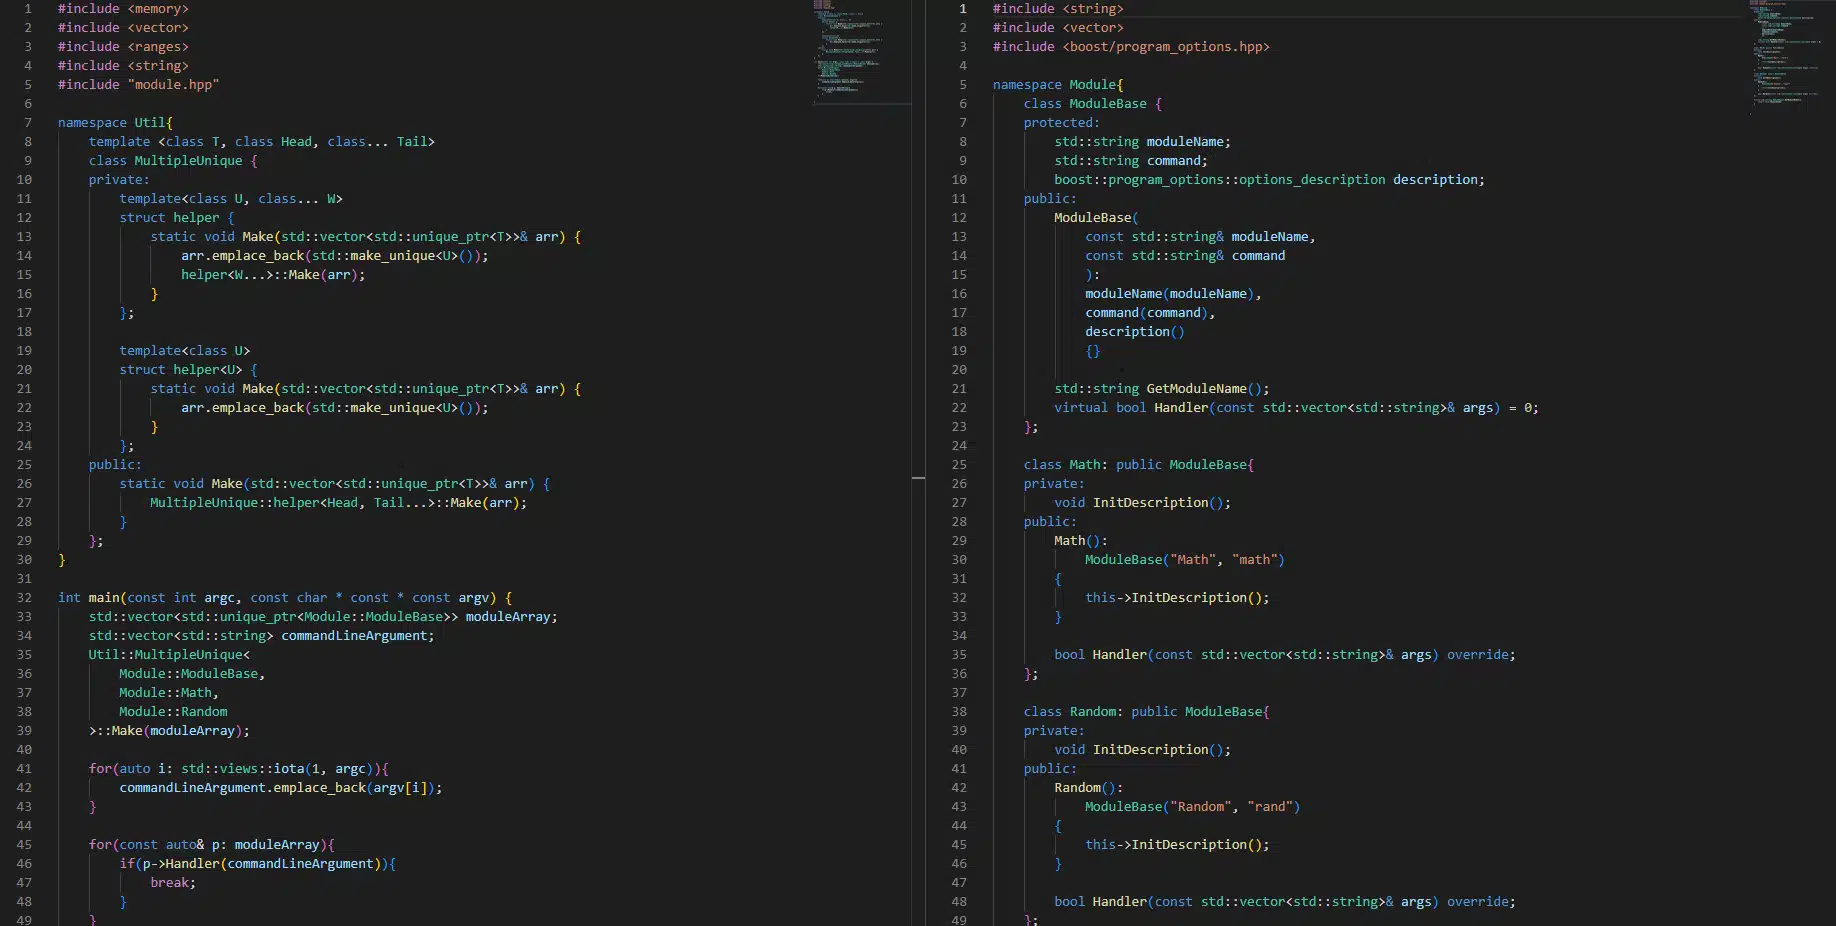 1 #include <memory>
2 #include <vector>
3 #include <ranges>
4 #include <string>
5 #include "module.hpp"
6
7 namespace Util{
8     template <class T, class Head, class... Tail>
9     class MultipleUnique {
10     private:
11         template<class U, class... W>
12         struct helper {
13             static void Make(std::vector<std::unique_ptr<T>>& arr) {
14                 arr.emplace_back(std::make_unique<U>());
15                 helper<W...>::Make(arr);
16             }
17         };
18
19         template<class U>
20         struct helper<U> {
21             static void Make(std::vector<std::unique_ptr<T>>& arr) {
22                 arr.emplace_back(std::make_unique<U>());
23             }
24         };
25     public:
26         static void Make(std::vector<std::unique_ptr<T>>& arr) {
27             MultipleUnique::helper<Head, Tail...>::Make(arr);
28         }
29     };
30 }
31
32 int main(const int argc, const char * const * const argv) {
33     std::vector<std::unique_ptr<Module::ModuleBase>> moduleArray;
34     std::vector<std::string> commandLineArgument;
35     Util::MultipleUnique<
36         Module::ModuleBase,
37         Module::Math,
38         Module::Random
39     >::Make(moduleArray);
40
41     for(auto i: std::views::iota(1, argc)){
42         commandLineArgument.emplace_back(argv[i]);
43     }
44
45     for(const auto& p: moduleArray){
46         if(p->Handler(commandLineArgument)){
47             break;
48         }
49     }
1 #include <string>
2 #include <vector>
3 #include <boost/program_options.hpp>
4
5 namespace Module{
6     class ModuleBase {
7     protected:
8         std::string moduleName;
9         std::string command;
10         boost::program_options::options_description description;
11     public:
12         ModuleBase(
13             const std::string& moduleName,
14             const std::string& command
15             ):
16             moduleName(moduleName),
17             command(command),
18             description()
19             {}
20
21         std::string GetModuleName();
22         virtual bool Handler(const std::vector<std::string>& args) = 0;
23     };
24
25     class Math: public ModuleBase{
26     private:
27         void InitDescription();
28     public:
29         Math():
30             ModuleBase("Math", "math")
31         {
32             this->InitDescription();
33         }
34
35         bool Handler(const std::vector<std::string>& args) override;
36     };
37
38     class Random: public ModuleBase{
39     private:
40         void InitDescription();
41     public:
42         Random():
43             ModuleBase("Random", "rand")
44         {
45             this->InitDescription();
46         }
47
48         bool Handler(const std::vector<std::string>& args) override;
49     };